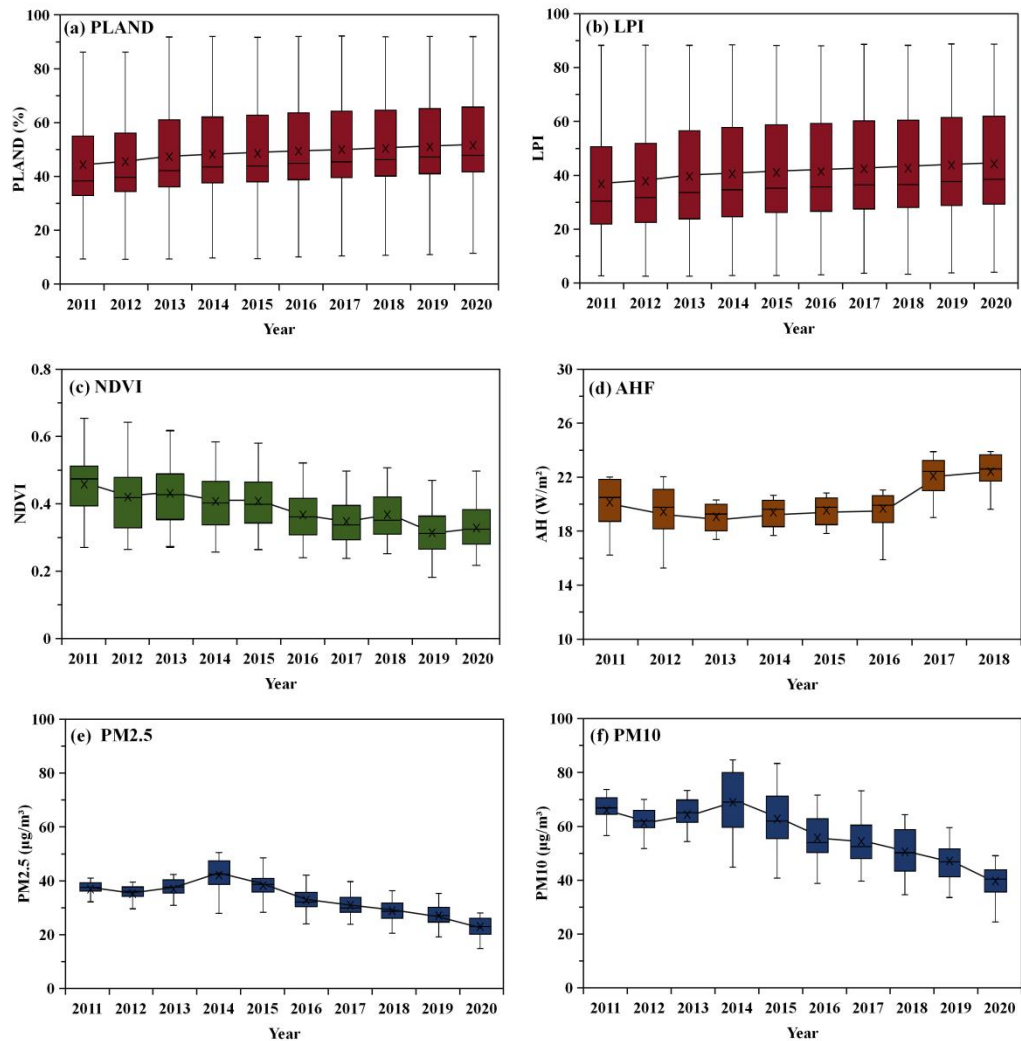 (a) PLAND
PLAND (%)
100
80
60
40
20
0
2011 2012 2013 2014 2015 2016 2017 2018 2019 2020
Year
(b) LPI
LPI
100
80
60
40
20
0
2011 2012 2013 2014 2015 2016 2017 2018 2019 2020
Year
(c) NDVI
NDVI
0.8
0.6
0.4
0.2
0
2011 2012 2013 2014 2015 2016 2017 2018 2019 2020
Year
(d) AHF
AH (W/m²)
30
26
22
18
14
10
2011 2012 2013 2014 2015 2016 2017 2018
Year
(e) PM2.5
PM2.5 (µg/m³)
100
80
60
40
20
0
2011 2012 2013 2014 2015 2016 2017 2018 2019 2020
Year
(f) PM10
PM10 (µg/m³)
100
80
60
40
20
0
2011 2012 2013 2014 2015 2016 2017 2018 2019 2020
Year